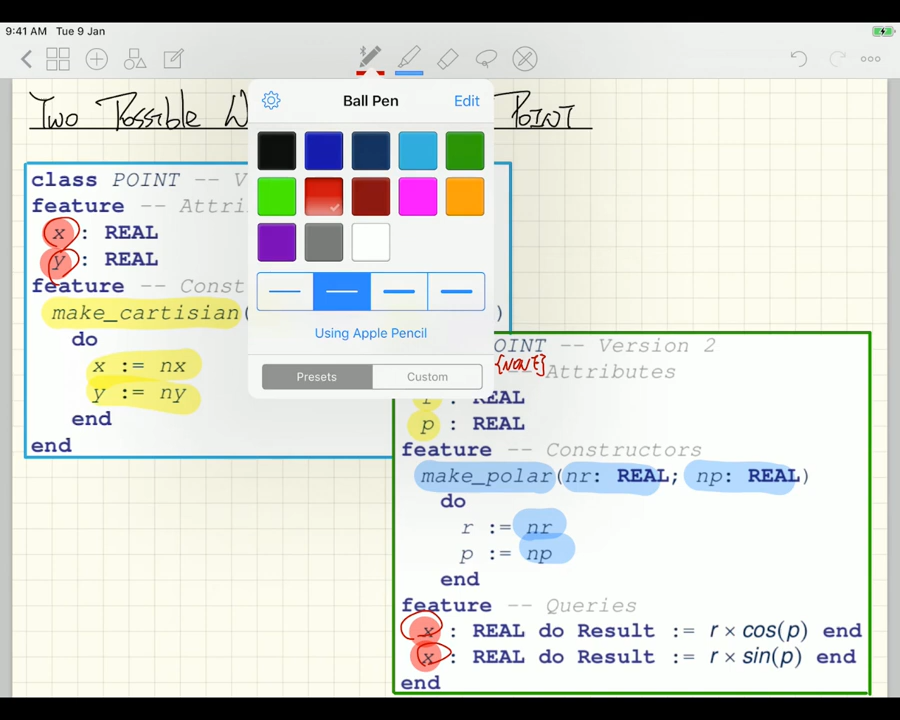 9:41 AM Tue 9 Jan
Ball Pen
Edit
Using Apple Pencil
Presets
Custom
Two Possible POINT
class POINT -- V
feature -- Attri
x : REAL
y : REAL
feature -- Const
make_cartisian( )
do
x := nx
y := ny
end
end
OINT -- Version 2
{NONE} Attributes
r : REAL
p : REAL
feature -- Constructors
make_polar(nr: REAL; np: REAL)
do
r := nr
p := np
end
feature -- Queries
x : REAL do Result := r × cos(p) end
x : REAL do Result := r × sin(p) end
end